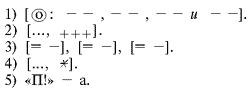 1) [ⓞ: – – , – – , – – и – –].
2) [..., +++].
3) [= –], [= –], [= –].
4) [..., ×].
5) «П!» – а.